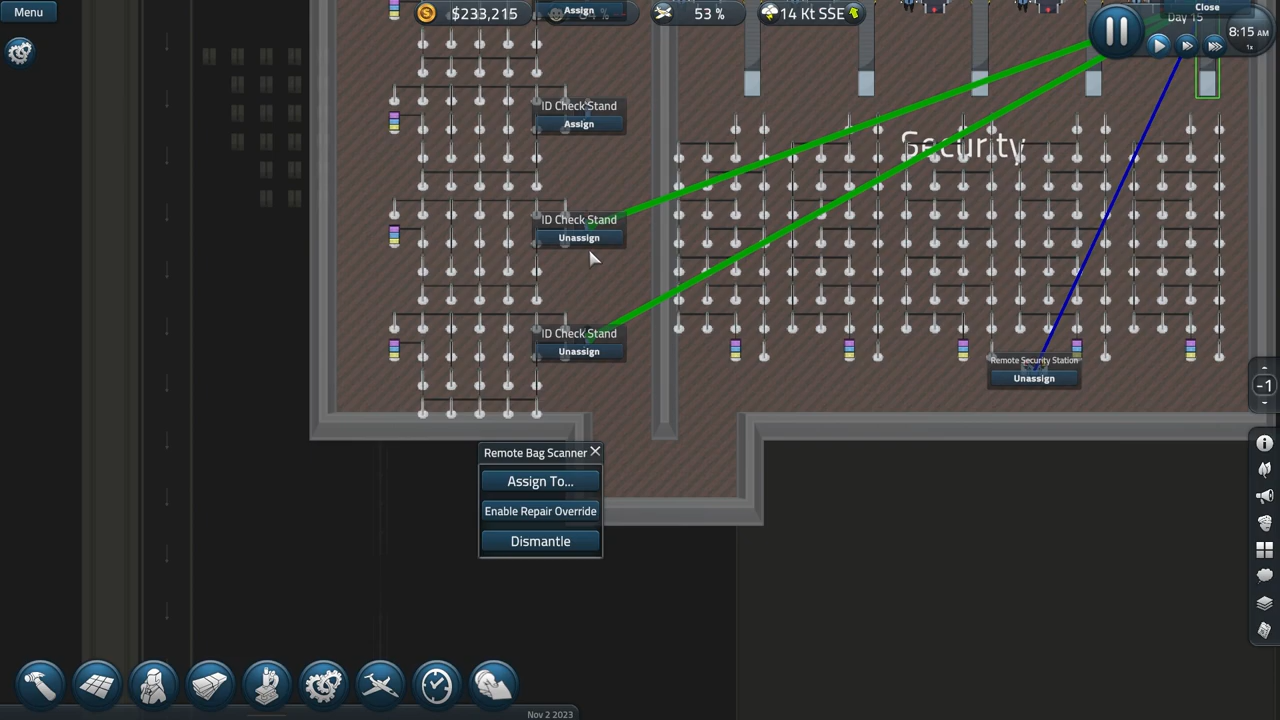 Menu
$233,215
Assign
53 %
14 Kt SSE
Close
Day 15
8:15 AM
1x
ID Check Stand
Assign
Security
ID Check Stand
Unassign
ID Check Stand
Unassign
Remote Security Station
Unassign
-1
Remote Bag Scanner
Assign To...
Enable Repair Override
Dismantle
Nov 2 2023